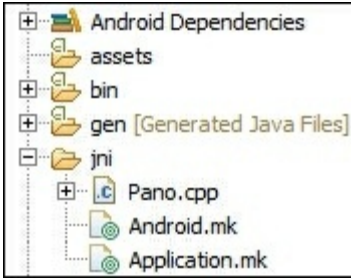 Android Dependencies
assets
bin
gen [Generated Java Files]
jni
.c Pano.cpp
Android.mk
Application.mk